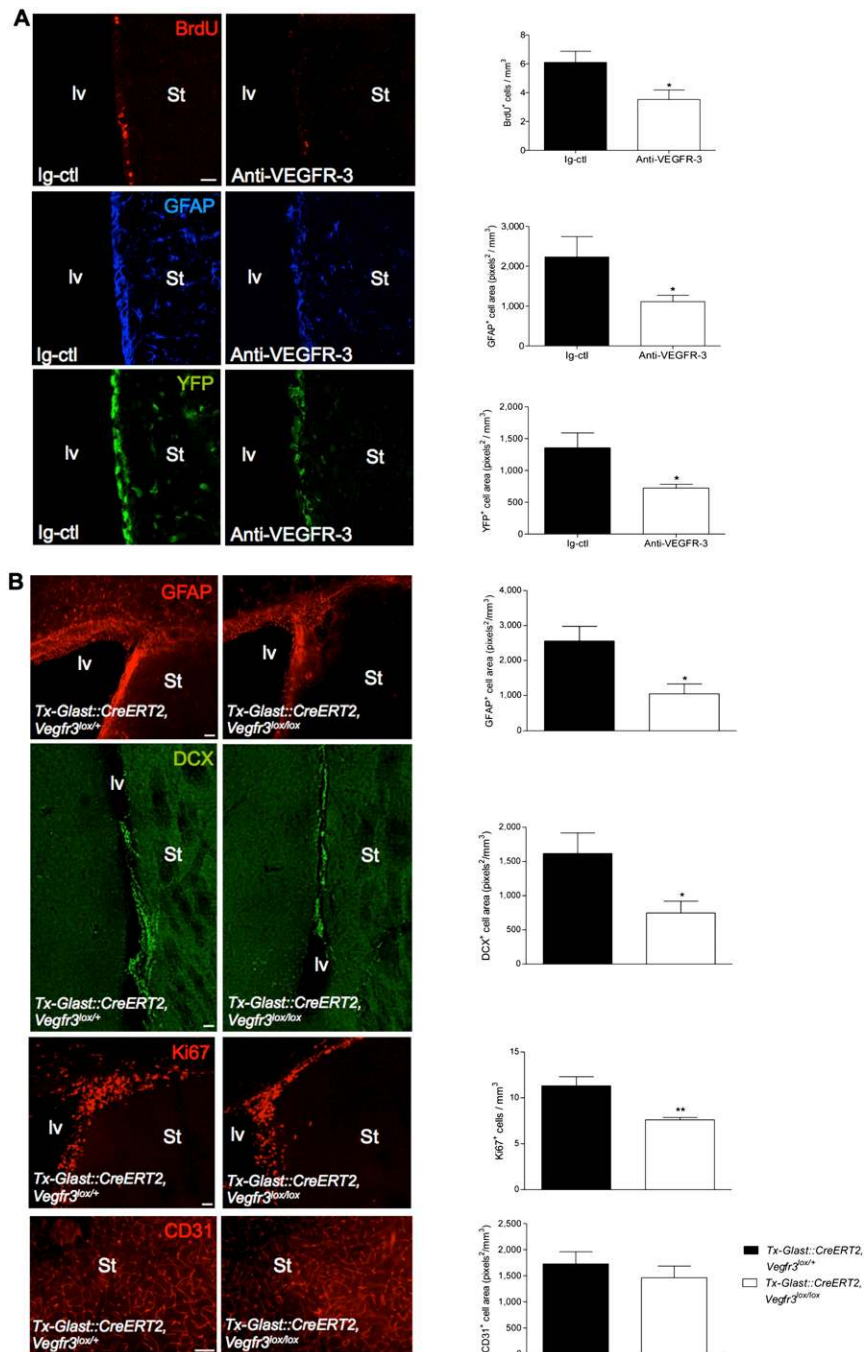 A
BrdU
lv
St
lv
St
Ig-ctl
Anti-VEGFR-3
BrdU⁺ cells / mm³
8
6
4
2
0
*
Ig-ctl
Anti-VEGFR-3
GFAP
lv
St
lv
St
Ig-ctl
Anti-VEGFR-3
GFAP⁺ cell area (pixels² / mm³)
3,000
2,000
1,000
0
*
Ig-ctl
Anti-VEGFR-3
YFP
lv
St
lv
St
Ig-ctl
Anti-VEGFR-3
YFP⁺ cell area (pixels² / mm³)
2,000
1,500
1,000
500
0
*
Ig-ctl
Anti-VEGFR-3
B
GFAP
lv
St
lv
St
Tx-Glast::CreERT2,
Vegfr3lox/+
Tx-Glast::CreERT2,
Vegfr3lox/lox
GFAP⁺ cell area (pixels²/mm³)
4,000
3,000
2,000
1,000
0
*
DCX
lv
St
St
lv
Tx-Glast::CreERT2,
Vegfr3lox/+
Tx-Glast::CreERT2,
Vegfr3lox/lox
DCX⁺ cell area (pixels²/mm³)
2,000
1,500
1,000
500
0
*
Ki67
lv
St
lv
St
Tx-Glast::CreERT2,
Vegfr3lox/+
Tx-Glast::CreERT2,
Vegfr3lox/lox
Ki67⁺ cells / mm³
15
10
5
0
**
CD31
St
St
Tx-Glast::CreERT2,
Vegfr3lox/+
Tx-Glast::CreERT2,
Vegfr3lox/lox
CD31⁺ cell area (pixels²/mm³)
2,500
2,000
1,500
1,000
500
0
Tx-Glast::CreERT2,
Vegfr3lox/+
Tx-Glast::CreERT2,
Vegfr3lox/lox